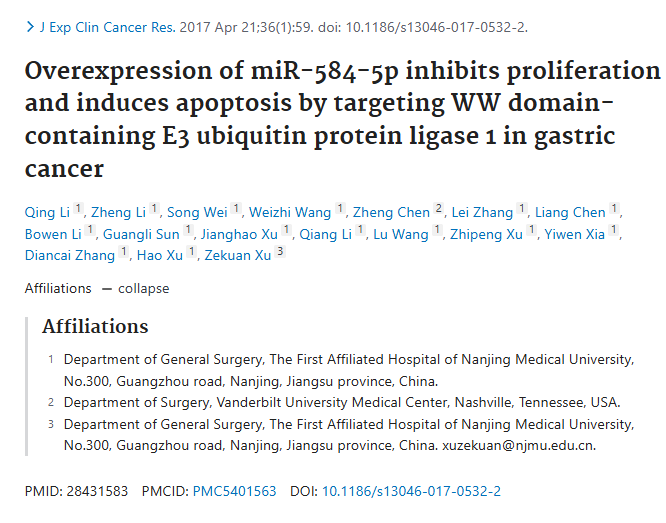 J Exp Clin Cancer Res. 2017 Apr 21;36(1):59. doi: 10.1186/s13046-017-0532-2.
Overexpression of miR-584-5p inhibits proliferation
and induces apoptosis by targeting WW domain-
containing E3 ubiquitin protein ligase 1 in gastric
cancer
Qing Li 1, Zheng Li 1, Song Wei 1, Weizhi Wang 1, Zheng Chen 2, Lei Zhang 1, Liang Chen 1,
Bowen Li 1, Guangli Sun 1, Jianghao Xu 1, Qiang Li 1, Lu Wang 1, Zhipeng Xu 1, Yiwen Xia 1,
Diancai Zhang 1, Hao Xu 1, Zekuan Xu 3
Affiliations — collapse
Affiliations
1 Department of General Surgery, The First Affiliated Hospital of Nanjing Medical University,
No.300, Guangzhou road, Nanjing, Jiangsu province, China.
2 Department of Surgery, Vanderbilt University Medical Center, Nashville, Tennessee, USA.
3 Department of General Surgery, The First Affiliated Hospital of Nanjing Medical University,
No.300, Guangzhou road, Nanjing, Jiangsu province, China. xuzekuan@njmu.edu.cn.
PMID: 28431583 PMCID: PMC5401563 DOI: 10.1186/s13046-017-0532-2